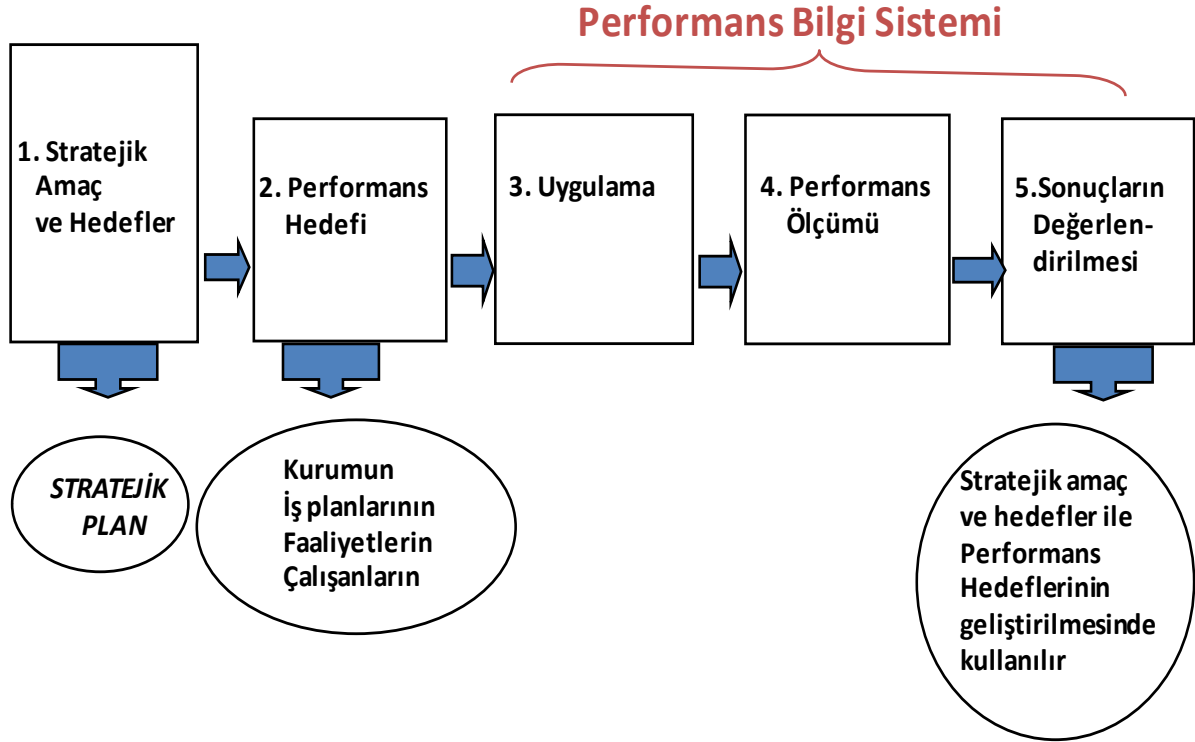 Performans Bilgi Sistemi
1. Stratejik
Amaç
ve Hedefler
2. Performans
Hedefi
3. Uygulama
4. Performans
Ölçümü
5.Sonuçların
Değerlen-
dirilmesi
STRATEJİK
PLAN
Kurumun
İş planlarının
Faaliyetlerin
Çalışanların
Stratejik amaç
ve hedefler ile
Performans
Hedeflerinin
geliştirilmesinde
kullanılır